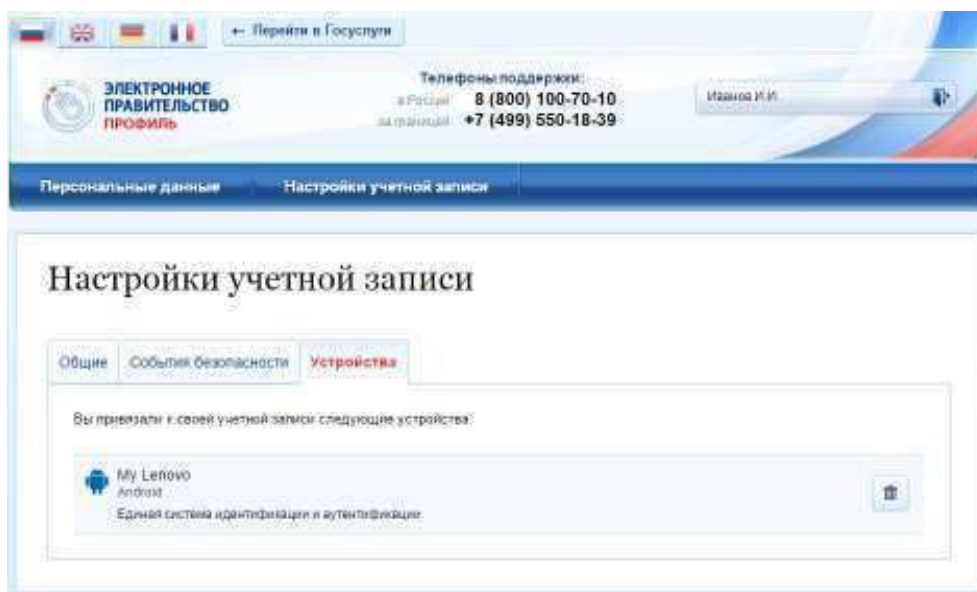 ← Перейти в Госуслуги
ЭЛЕКТРОННОЕ
ПРАВИТЕЛЬСТВО
ПРОФИЛЬ
Телефоны поддержки:
в России 8 (800) 100-70-10
за границей +7 (499) 550-18-39
Иванов И.И.
Персональные данные
Настройки учетной записи
Настройки учетной записи
Общие
События безопасности
Устройства
Вы привязали к своей учетной записи следующие устройства:
My Lenovo
Android
Единая система идентификации и аутентификации